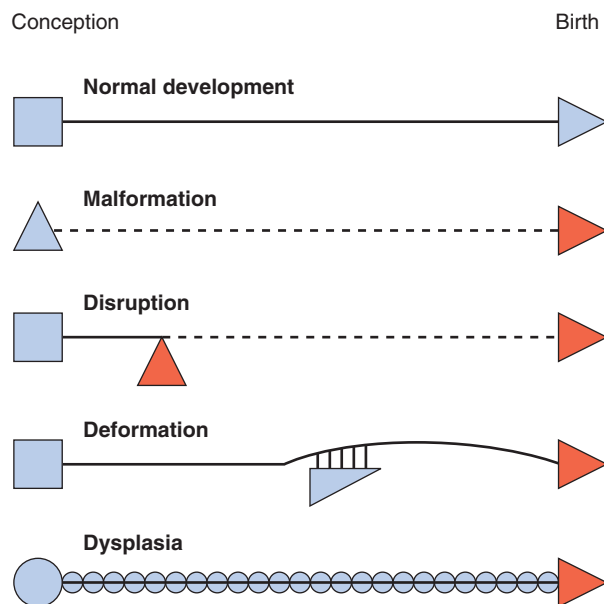 Conception Birth
Normal development
Malformation
Disruption
Deformation
Dysplasia